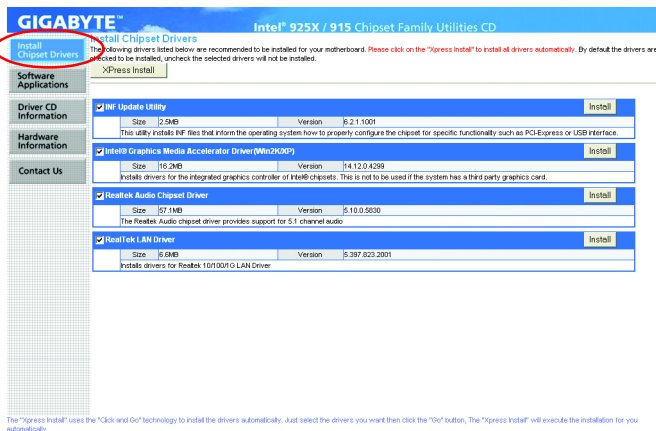 GIGABYTE™
Intel® 925X / 915 Chipset Family Utilities CD
Install
Chipset Drivers
Software
Applications
Driver CD
Information
Hardware
Information
Contact Us
Install Chipset Drivers
The following drivers listed below are recommended to be installed for your motherboard. Please click on the "Xpress Install" to install all drivers automatically. By default the drivers are
checked to be installed, uncheck the selected drivers will not be installed.
XPress Install
INF Update Utility Install
Size 2.5MB Version 6.2.1.1001
This utility installs INF files that inform the operating system how to properly configure the chipset for specific functionality such as PCI-Express or USB interface.
Intel® Graphics Media Accelerator Driver(Win2K/XP) Install
Size 16.2MB Version 14.12.0.4299
Installs drivers for the integrated graphics controller of Intel® chipsets. This is not to be used if the system has a third party graphics card.
Realtek Audio Chipset Driver Install
Size 57.1MB Version 5.10.0.5830
The Realtek Audio chipset driver provides support for 5.1 channel audio
RealTek LAN Driver Install
Size 6.6MB Version 5.397.823.2001
Installs drivers for Realtek 10/100/1G LAN Driver
The "Xpress Install" uses the "Click and Go" technology to install the drivers automatically. Just select the drivers you want then click the "Go" button, The "Xpress Install" will execute the installation for you
automatically.